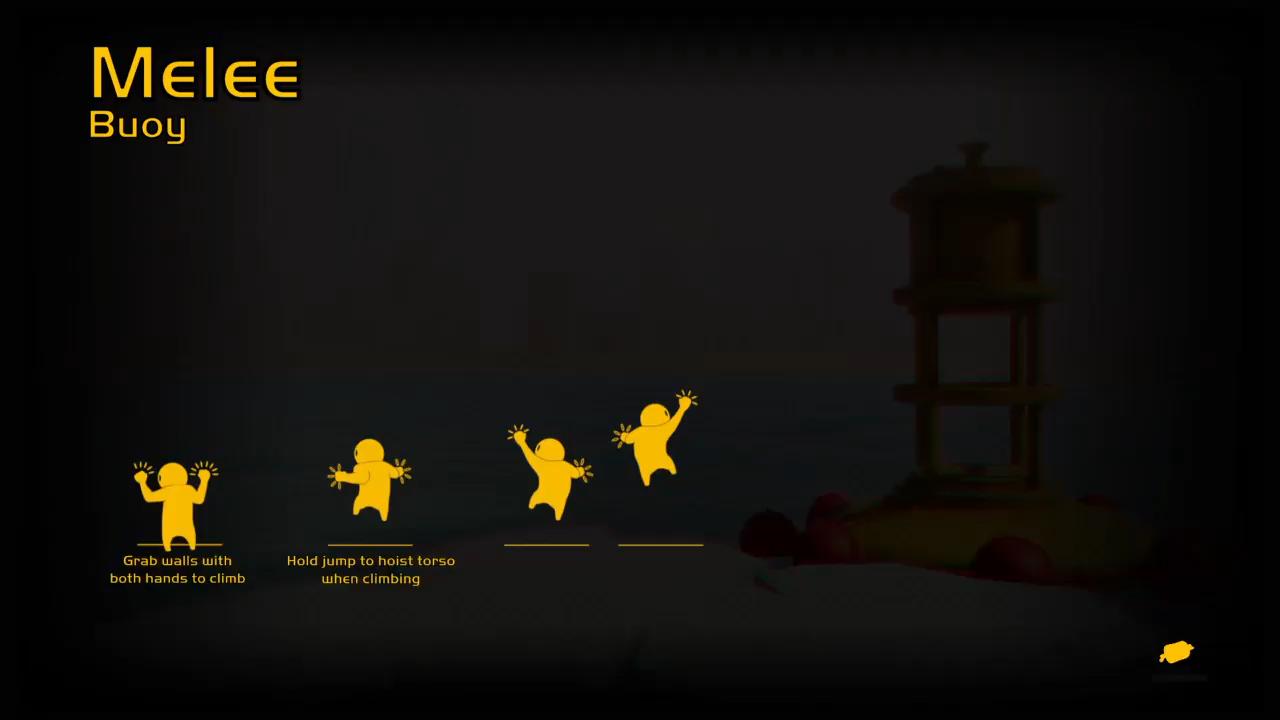 Melee
Buoy
Grab walls with
both hands to climb
Hold jump to hoist torso
when climbing